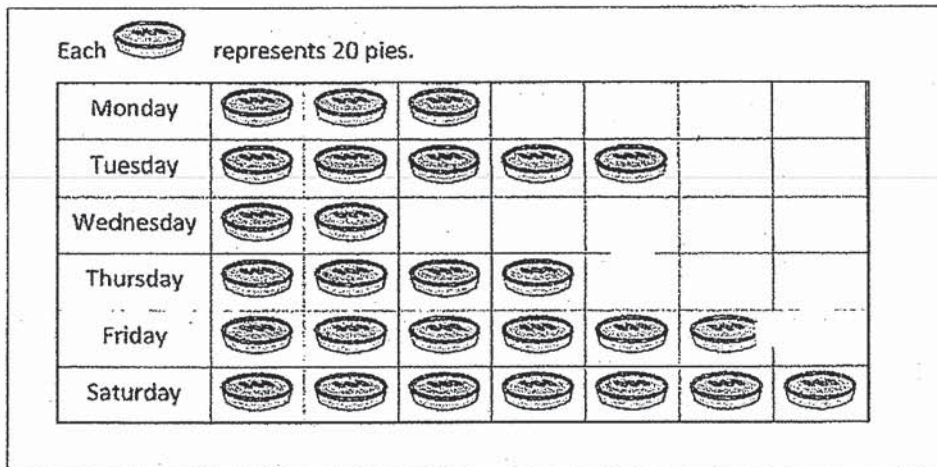 Each represents 20 pies.
Monday
Tuesday
Wednesday
Thursday
Friday
Saturday